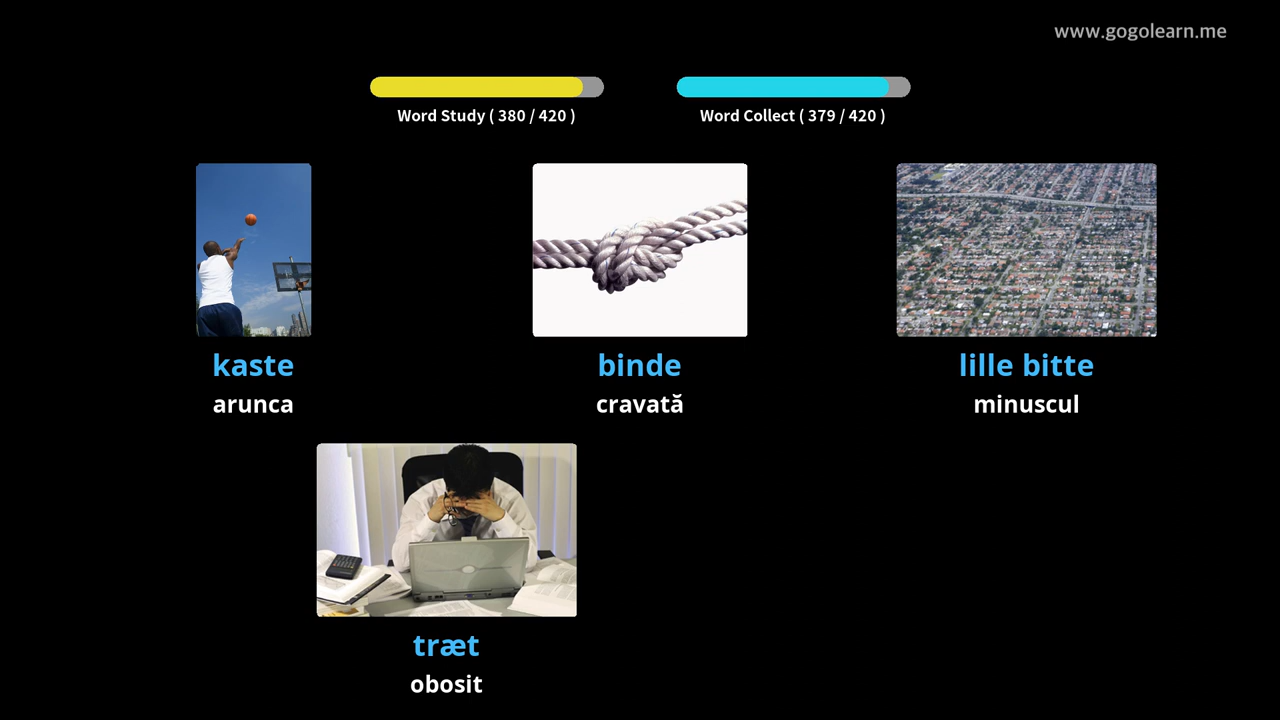 www.gogolearn.me
Word Study ( 380 / 420 )
Word Collect ( 379 / 420 )
kaste
arunca
binde
cravată
lille bitte
minuscul
træt
obosit